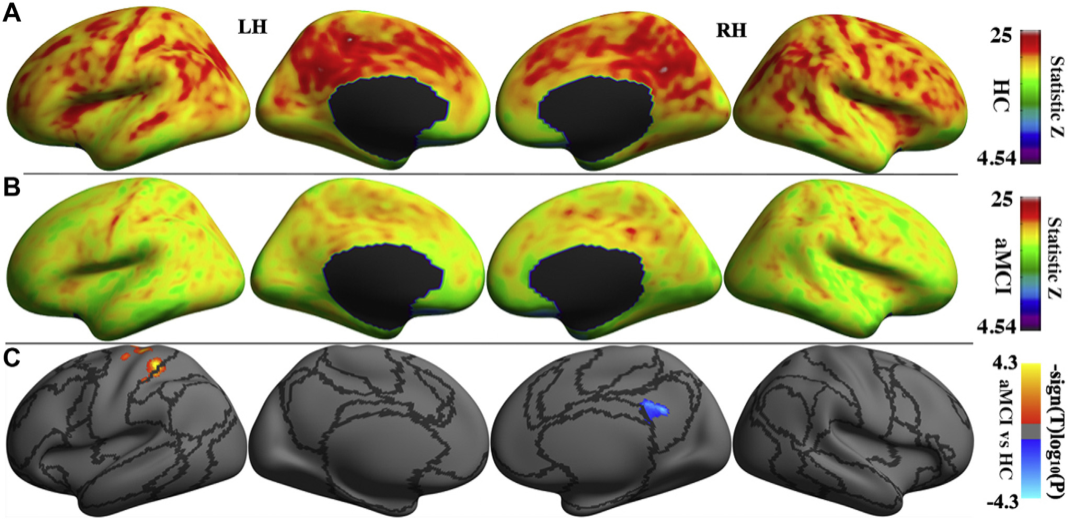 A
LH
RH
25
HC
Statistic Z
4.54
B
25
aMCI
Statistic Z
4.54
C
4.3
aMCI vs HC
-sign(T)log₁₀(P)
-4.3